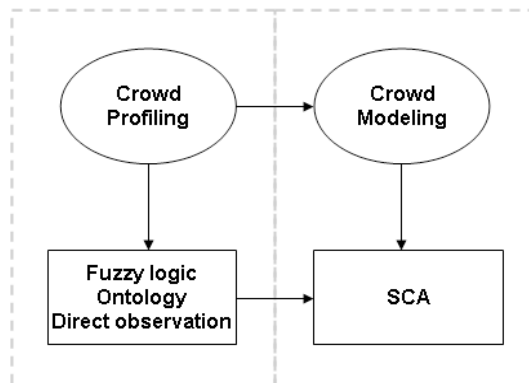 Crowd
Profiling
Crowd
Modeling
Fuzzy logic
Ontology
Direct observation
SCA